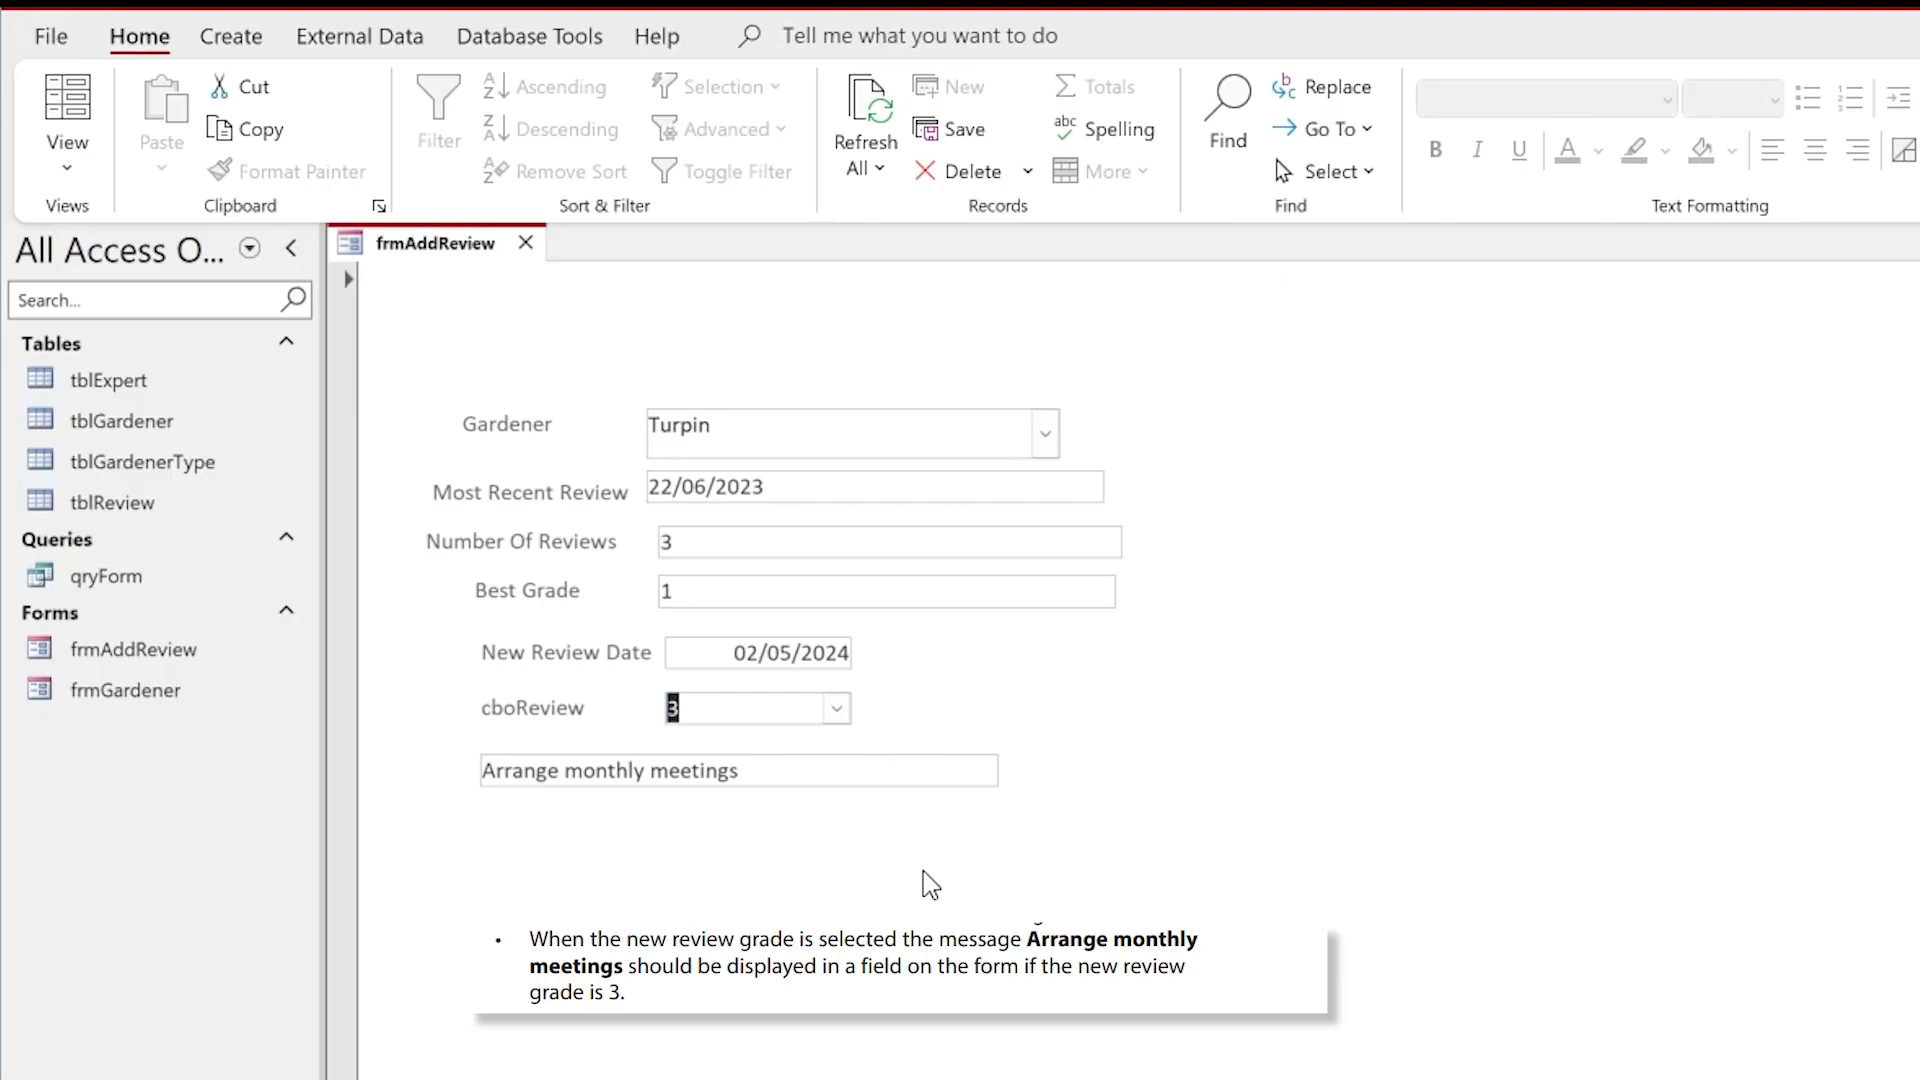 File Home Create External Data Database Tools Help Tell me what you want to do
View
Views
Paste
Cut
Copy
Format Painter
Clipboard
Filter
Ascending
Descending
Remove Sort
Selection
Advanced
Toggle Filter
Sort & Filter
Refresh
All
New
Save
Delete
Totals
Spelling
More
Records
Find
Replace
Go To
Select
Find
B I U A
Text Formatting
All Access O...
Search...
Tables
tblExpert
tblGardener
tblGardenerType
tblReview
Queries
qryForm
Forms
frmAddReview
frmGardener
frmAddReview
Gardener Turpin
Most Recent Review 22/06/2023
Number Of Reviews 3
Best Grade 1
New Review Date 02/05/2024
cboReview 3
Arrange monthly meetings
• When the new review grade is selected the message Arrange monthly
meetings should be displayed in a field on the form if the new review
grade is 3.